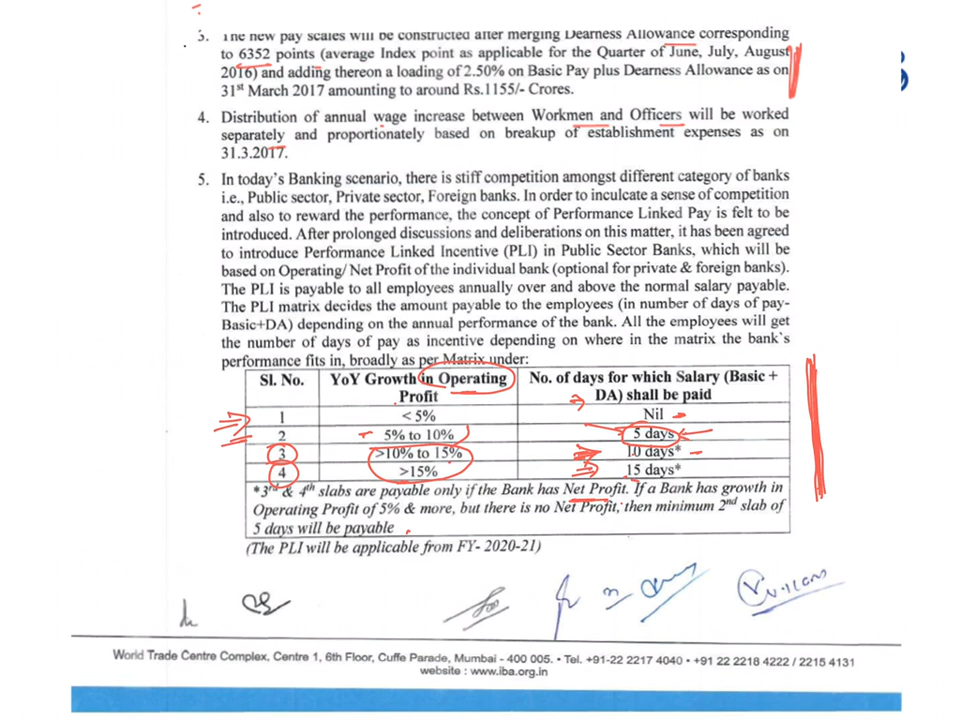 3. The new pay scales will be constructed after merging Dearness Allowance corresponding
to 6352 points (average Index point as applicable for the Quarter of June, July, August
2016) and adding thereon a loading of 2.50% on Basic Pay plus Dearness Allowance as on
31st March 2017 amounting to around Rs.1155/- Crores.
4. Distribution of annual wage increase between Workmen and Officers will be worked
separately and proportionately based on breakup of establishment expenses as on
31.3.2017.
5. In today's Banking scenario, there is stiff competition amongst different category of banks
i.e., Public sector, Private sector, Foreign banks. In order to inculcate a sense of competition
and also to reward the performance, the concept of Performance Linked Pay is felt to be
introduced. After prolonged discussions and deliberations on this matter, it has been agreed
to introduce Performance Linked Incentive (PLI) in Public Sector Banks, which will be
based on Operating/ Net Profit of the individual bank (optional for private & foreign banks).
The PLI is payable to all employees annually over and above the normal salary payable.
The PLI matrix decides the amount payable to the employees (in number of days of pay-
Basic+DA) depending on the annual performance of the bank. All the employees will get
the number of days of pay as incentive depending on where in the matrix the bank's
performance fits in, broadly as per Matrix under:
Sl. No. YoY Growth in Operating No. of days for which Salary (Basic +
Profit DA) shall be paid
1 < 5% Nil
2 5% to 10% 5 days
3 >10% to 15% 10 days*
4 >15% 15 days*
*3rd & 4th slabs are payable only if the Bank has Net Profit. If a Bank has growth in
Operating Profit of 5% & more, but there is no Net Profit, then minimum 2nd slab of
5 days will be payable
(The PLI will be applicable from FY- 2020-21)
World Trade Centre Complex, Centre 1, 6th Floor, Cuffe Parade, Mumbai - 400 005. • Tel. +91-22 2217 4040 • +91 22 2218 4222 / 2215 4131
website : www.iba.org.in